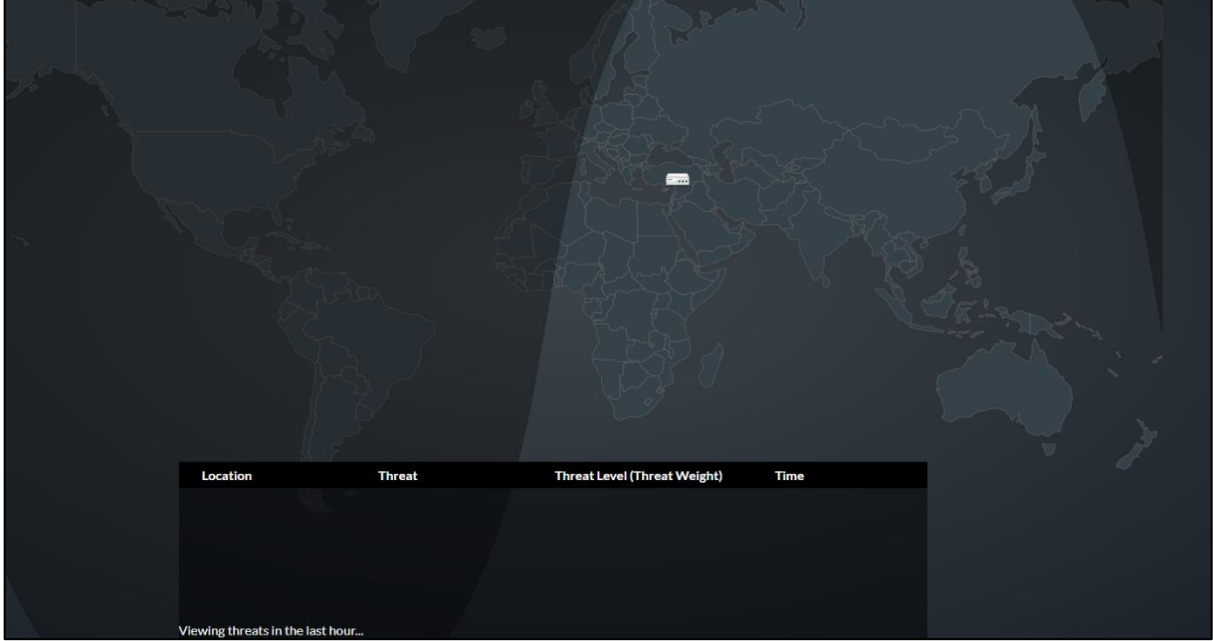 Location Threat Threat Level (Threat Weight) Time
Viewing threats in the last hour...